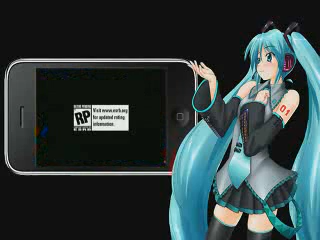 RP
Visit www.esrb.org
for updated rating
information.
01